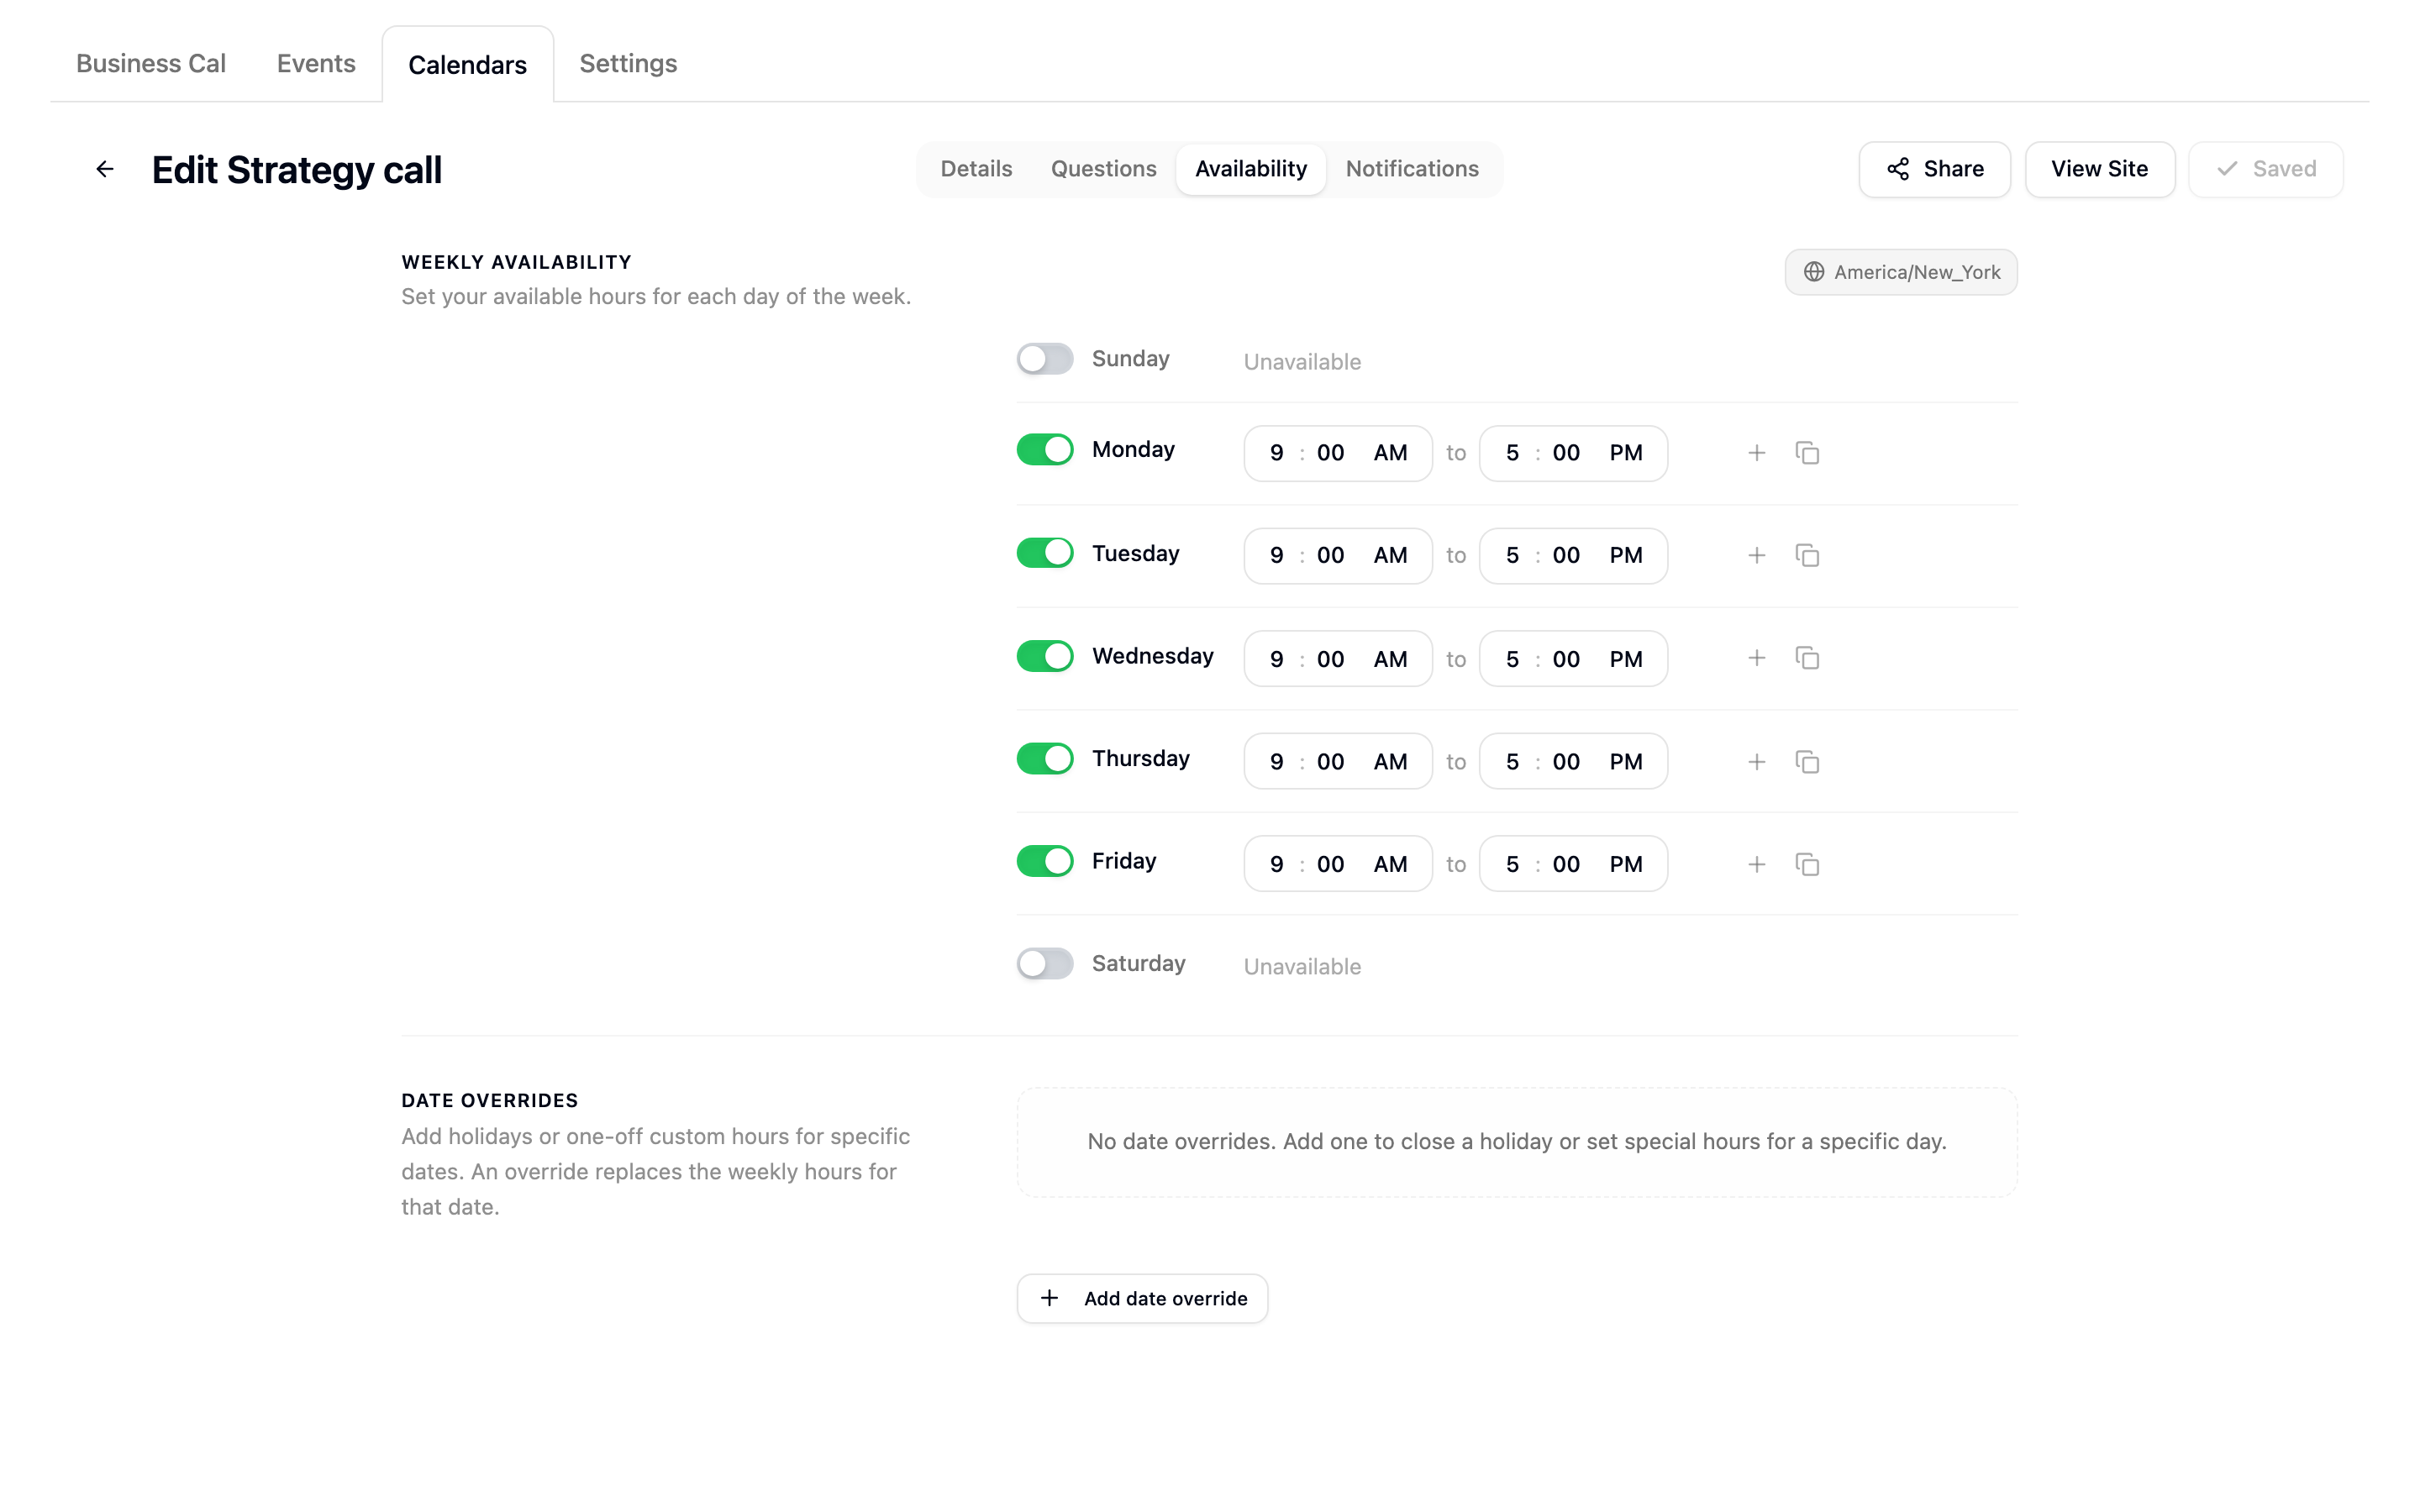 Business Cal Events Calendars Settings
Edit Strategy call
Details Questions Availability Notifications
Share View Site Saved
WEEKLY AVAILABILITY
Set your available hours for each day of the week.
America/New_York
Sunday Unavailable
Monday 9 : 00 AM to 5 : 00 PM
Tuesday 9 : 00 AM to 5 : 00 PM
Wednesday 9 : 00 AM to 5 : 00 PM
Thursday 9 : 00 AM to 5 : 00 PM
Friday 9 : 00 AM to 5 : 00 PM
Saturday Unavailable
DATE OVERRIDES
Add holidays or one-off custom hours for specific
dates. An override replaces the weekly hours for
that date.
No date overrides. Add one to close a holiday or set special hours for a specific day.
Add date override